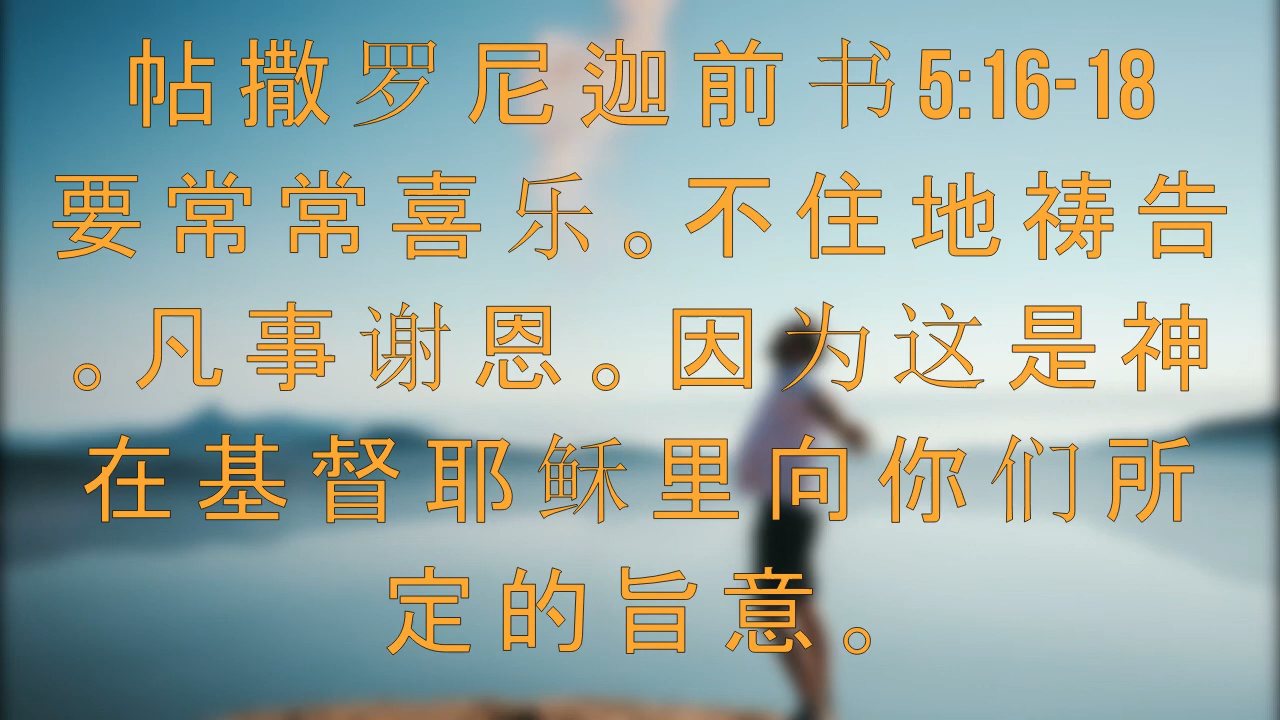 帖撒罗尼迦前书5:16-18
要常常喜乐。不住地祷告
。凡事谢恩。因为这是神
在基督耶稣里向你们所
定的旨意。